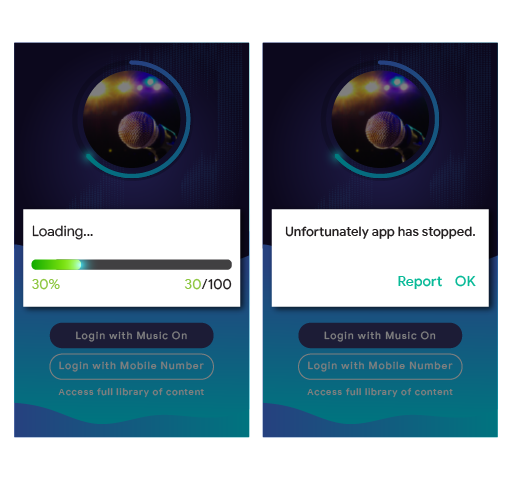 Loading...
30%
30/100
Login with Music On
Login with Mobile Number
Access full library of content
Unfortunately app has stopped.
Report OK
Login with Music On
Login with Mobile Number
Access full library of content